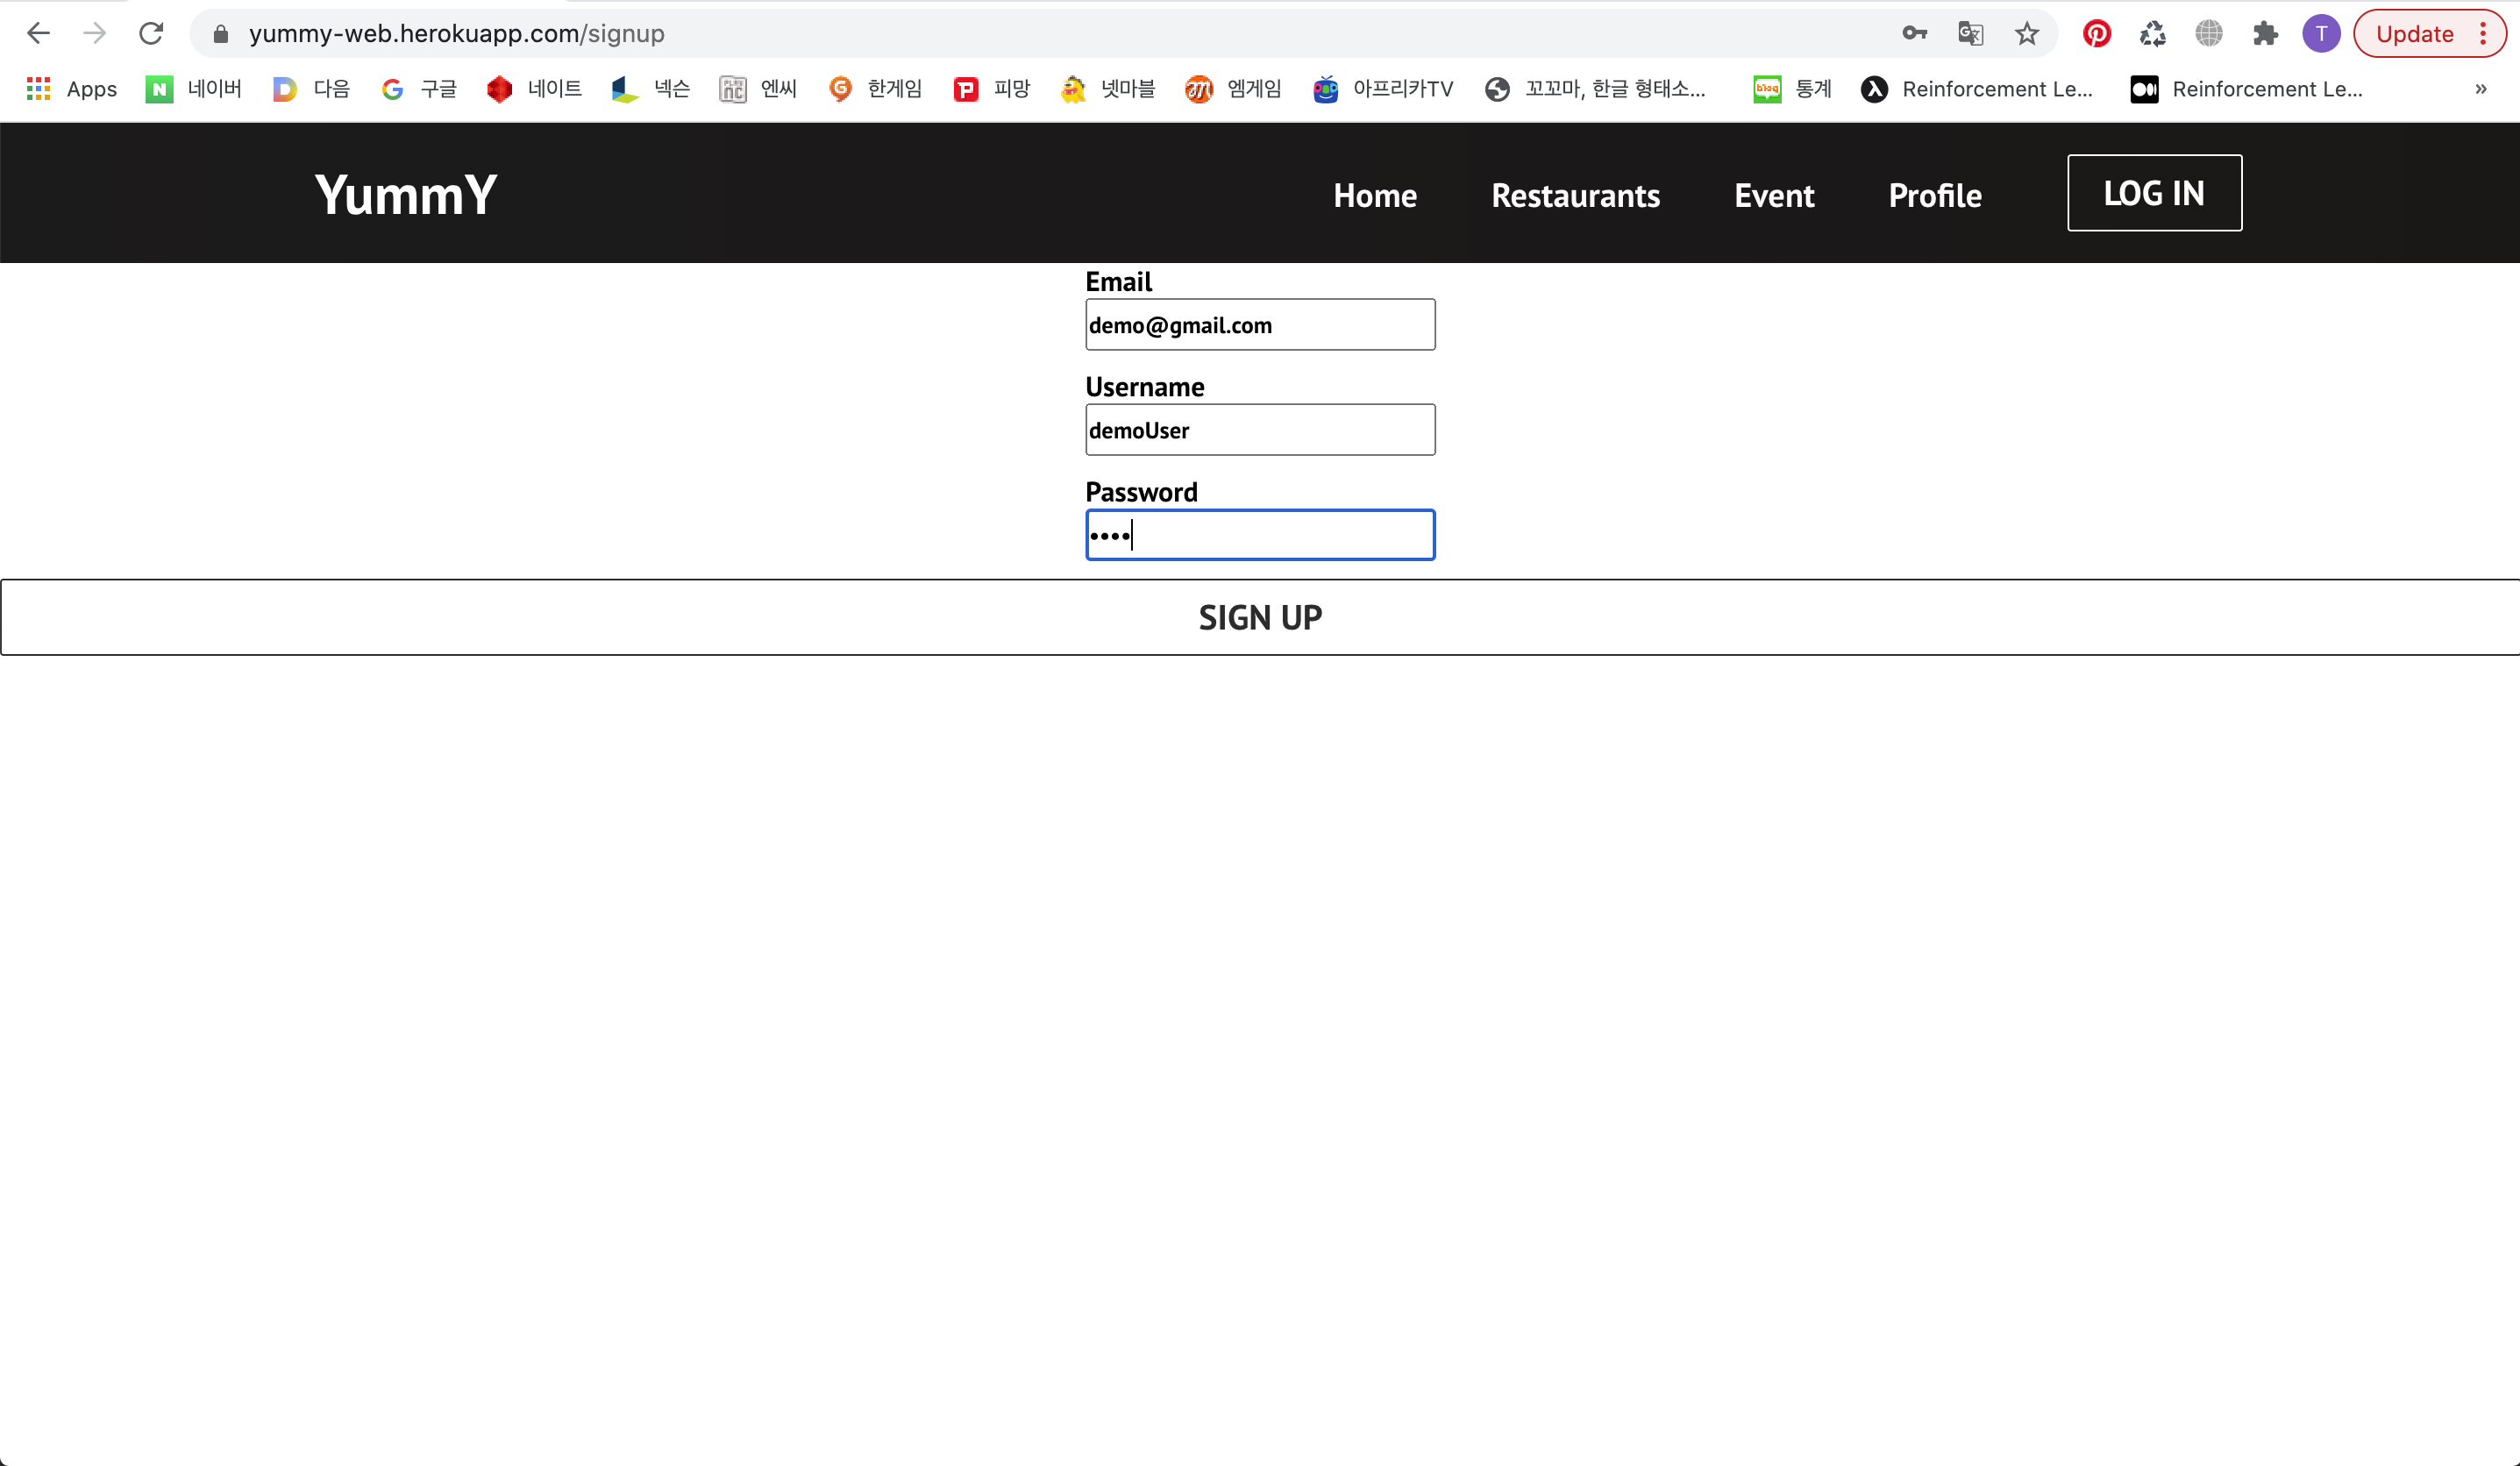 yummy-web.herokuapp.com/signup
T
Update
Apps
N 네이버
D 다음
G 구글
네이트
넥슨
PLAY NC 엔씨
G 한게임
P 피망
넷마블
m 엠게임
아프리카TV
꼬꼬마, 한글 형태소...
blog 통계
Reinforcement Le...
Reinforcement Le...
»
YummY
Home
Restaurants
Event
Profile
LOG IN
Email
demo@gmail.com
Username
demoUser
Password
••••
SIGN UP